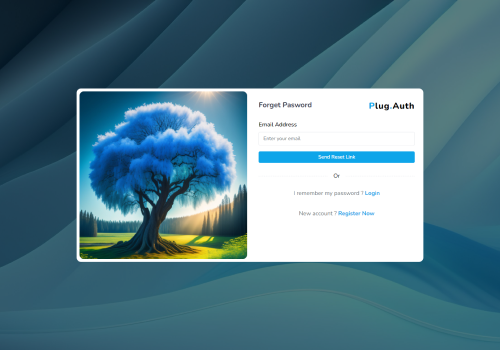 Forget Pasword
Plug.Auth
Email Address
Enter your email
Send Reset Link
Or
I remember my password ? Login
New account ? Register Now